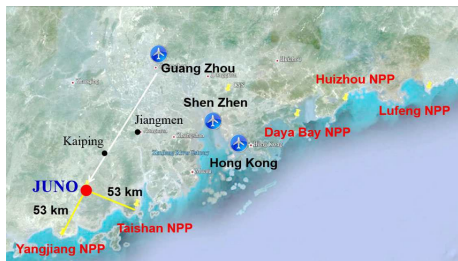 Guang Zhou
Huizhou NPP
Shen Zhen
Lufeng NPP
Jiangmen
Daya Bay NPP
Kaiping
Hong Kong
JUNO
53 km
53 km
Taishan NPP
Yangjiang NPP